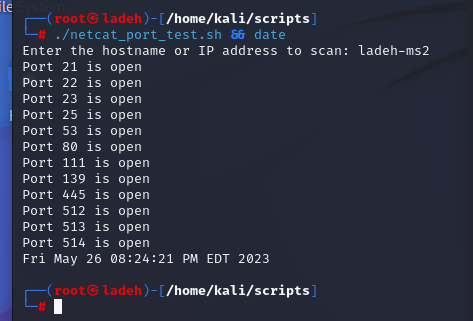 File System
┌──(root㉿ladeh)-[/home/kali/scripts]
└─# ./netcat_port_test.sh && date
Enter the hostname or IP address to scan: ladeh-ms2
Port 21 is open
Port 22 is open
Port 23 is open
Port 25 is open
Port 53 is open
Port 80 is open
Port 111 is open
Port 139 is open
Port 445 is open
Port 512 is open
Port 513 is open
Port 514 is open
Fri May 26 08:24:21 PM EDT 2023
┌──(root㉿ladeh)-[/home/kali/scripts]
└─#